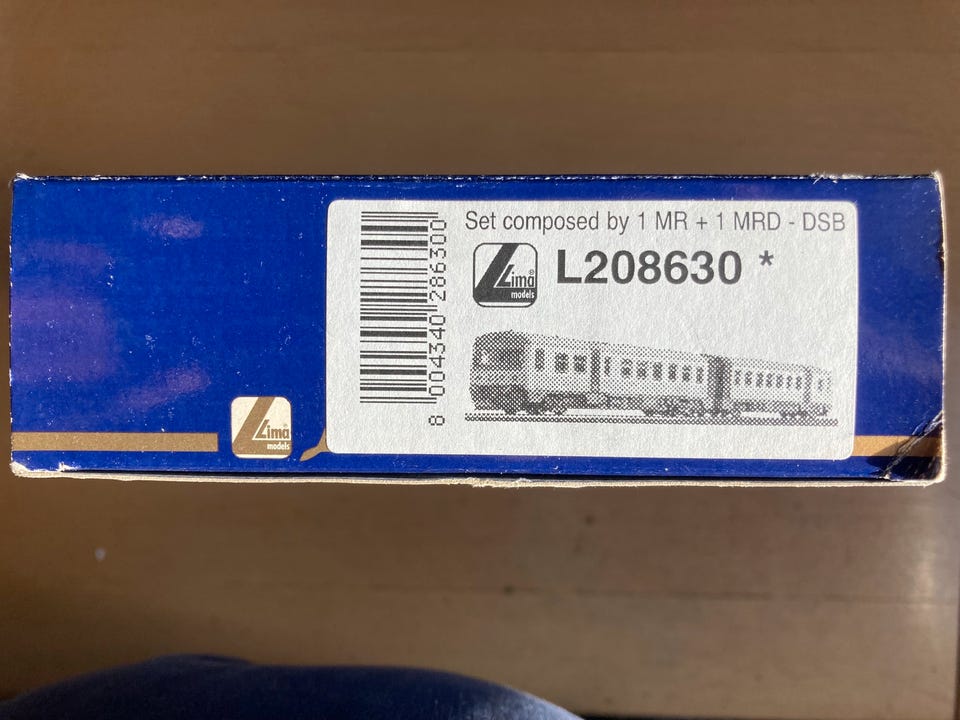 Set composed by 1 MR + 1 MRD - DSB
Lima®
models
L208630 *
8 004340 286300
Lima®
models